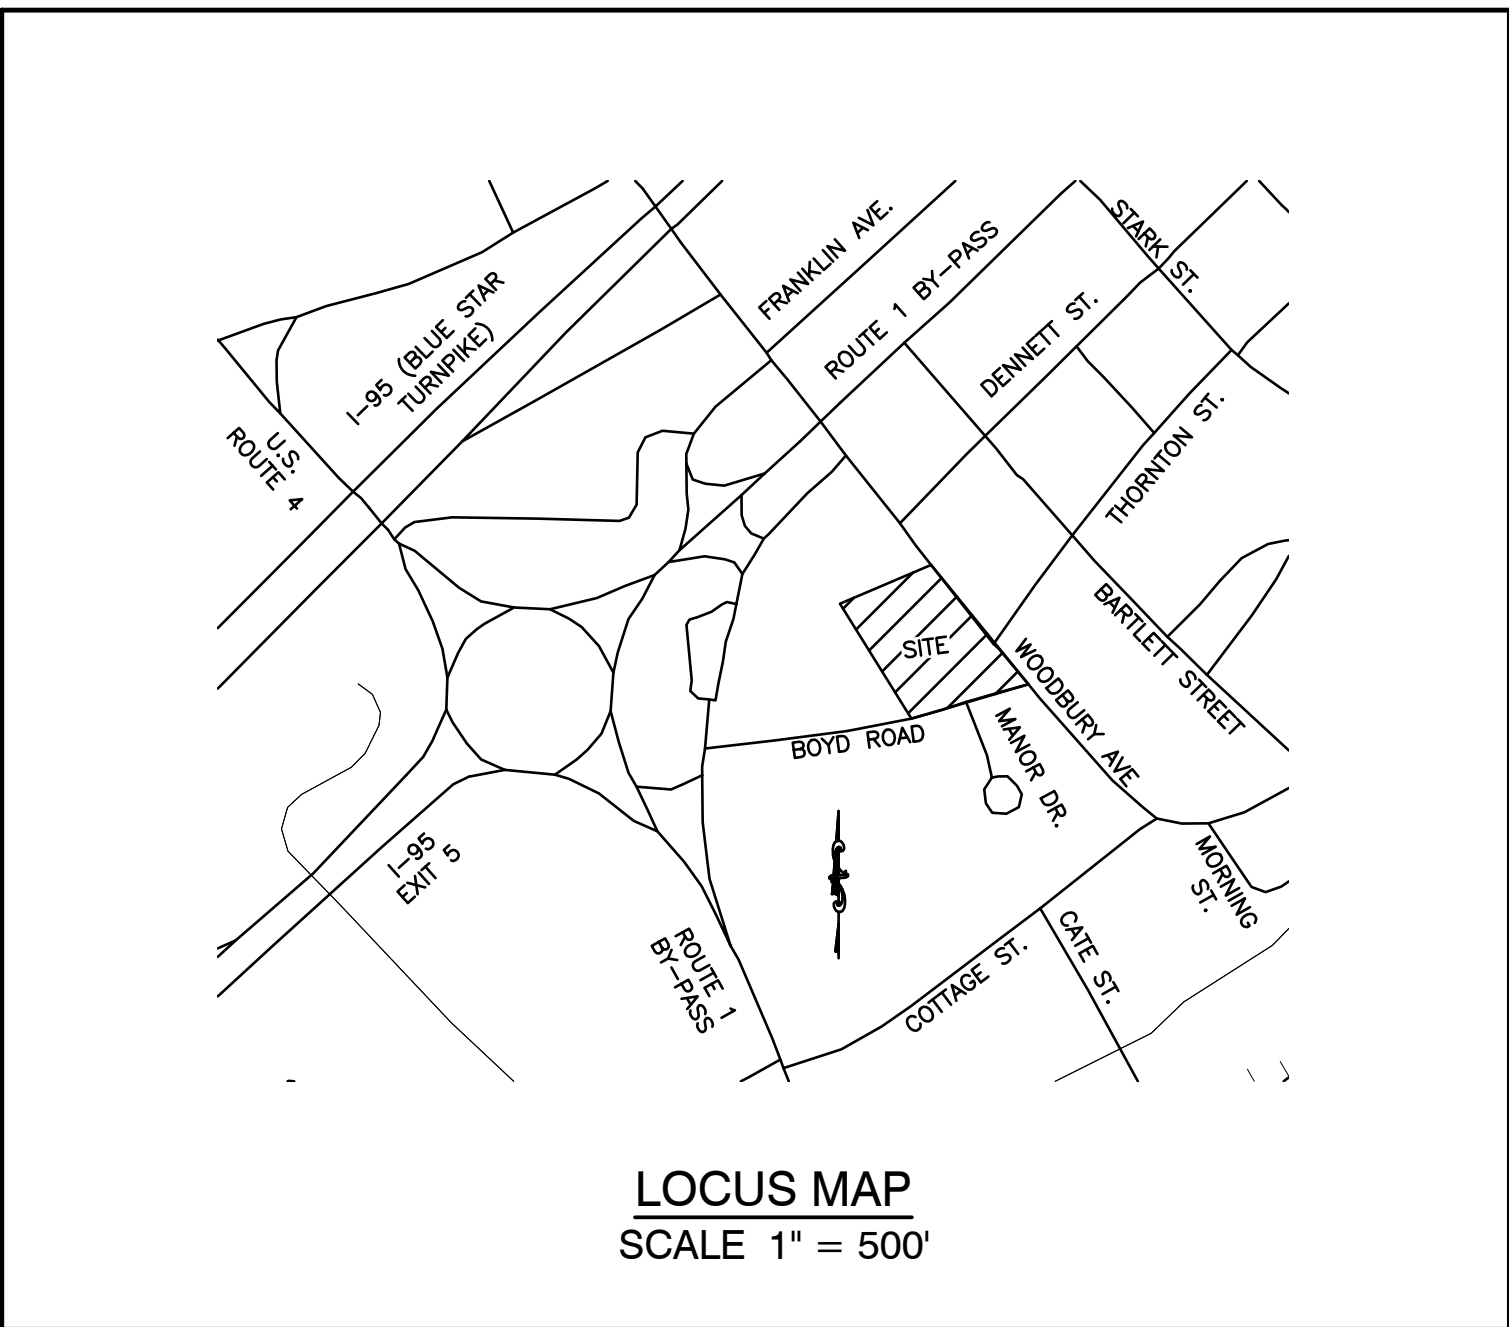 STARK ST.
FRANKLIN AVE.
ROUTE 1 BY-PASS
I-95 (BLUE STAR
TURNPIKE)
DENNETT ST.
U.S.
ROUTE 4
THORNTON ST.
SITE
BARTLETT STREET
WOODBURY AVE
BOYD ROAD
MANOR DR.
I-95
EXIT 5
MORNING
ST.
ROUTE 1
BY-PASS
COTTAGE ST.
CATE ST.
LOCUS MAP
SCALE 1" = 500'